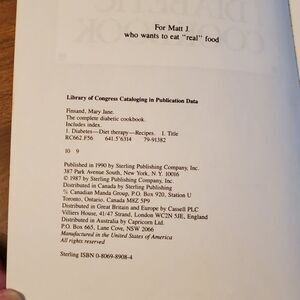 For Matt J.
who wants to eat "real" food
Library of Congress Cataloging in Publication Data
Finsand, Mary Jane.
The complete diabetic cookbook.
Includes index.
1. Diabetes—Diet therapy—Recipes. I. Title
RC662.F56 641.5'6314 79-91382
10 9
Published in 1990 by Sterling Publishing Company, Inc.
387 Park Avenue South, New York, N.Y. 10016
© 1987 by Sterling Publishing Co., Inc.
Distributed in Canada by Sterling Publishing
℅ Canadian Manda Group, P.O. Box 920, Station U
Toronto, Ontario, Canada M8Z 5P9
Distributed in Great Britain and Europe by Cassell PLC
Villiers House, 41/47 Strand, London WC2N 5JE, England
Distributed in Australia by Capricorn Ltd.
P.O. Box 665, Lane Cove, NSW 2066
Manufactured in the United States of America
All rights reserved
Sterling ISBN 0-8069-8908-4